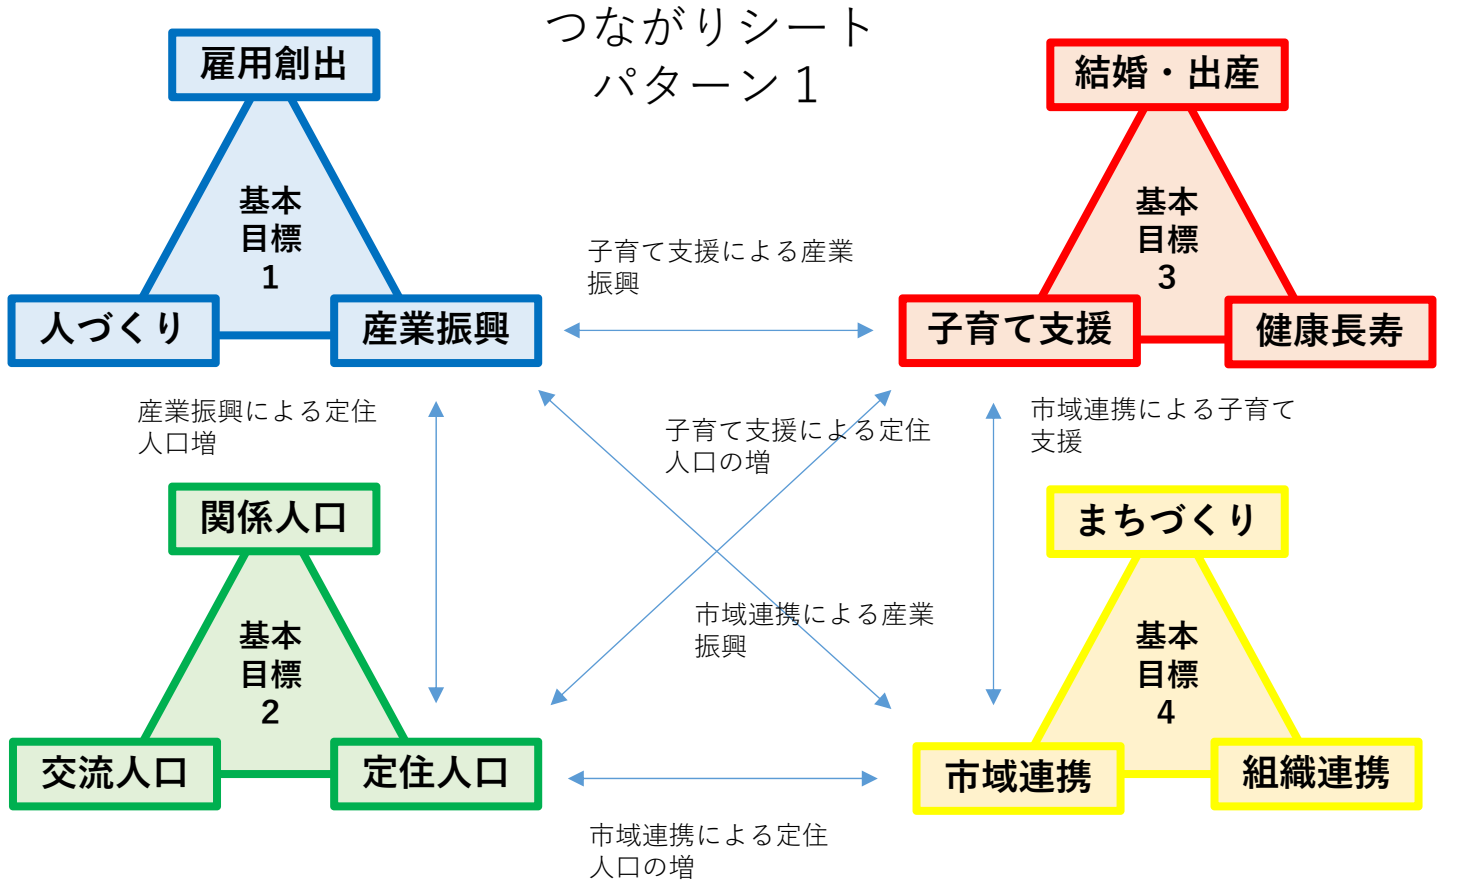 つながりシート
パターン１
雇用創出
基本
目標
1
人づくり
産業振興
結婚・出産
基本
目標
3
子育て支援
健康長寿
子育て支援による産業
振興
産業振興による定住
人口増
子育て支援による定住
人口の増
市域連携による子育て
支援
関係人口
基本
目標
2
交流人口
定住人口
市域連携による産業
振興
まちづくり
基本
目標
4
市域連携
組織連携
市域連携による定住
人口の増